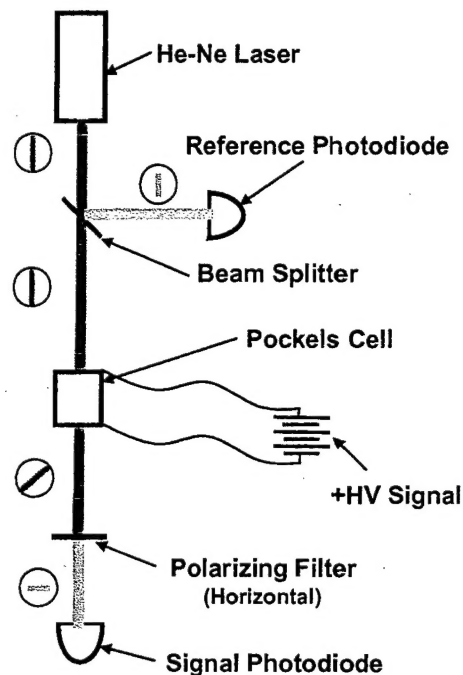 He-Ne Laser
Reference Photodiode
Beam Splitter
Pockels Cell
+HV Signal
Polarizing Filter
(Horizontal)
Signal Photodiode